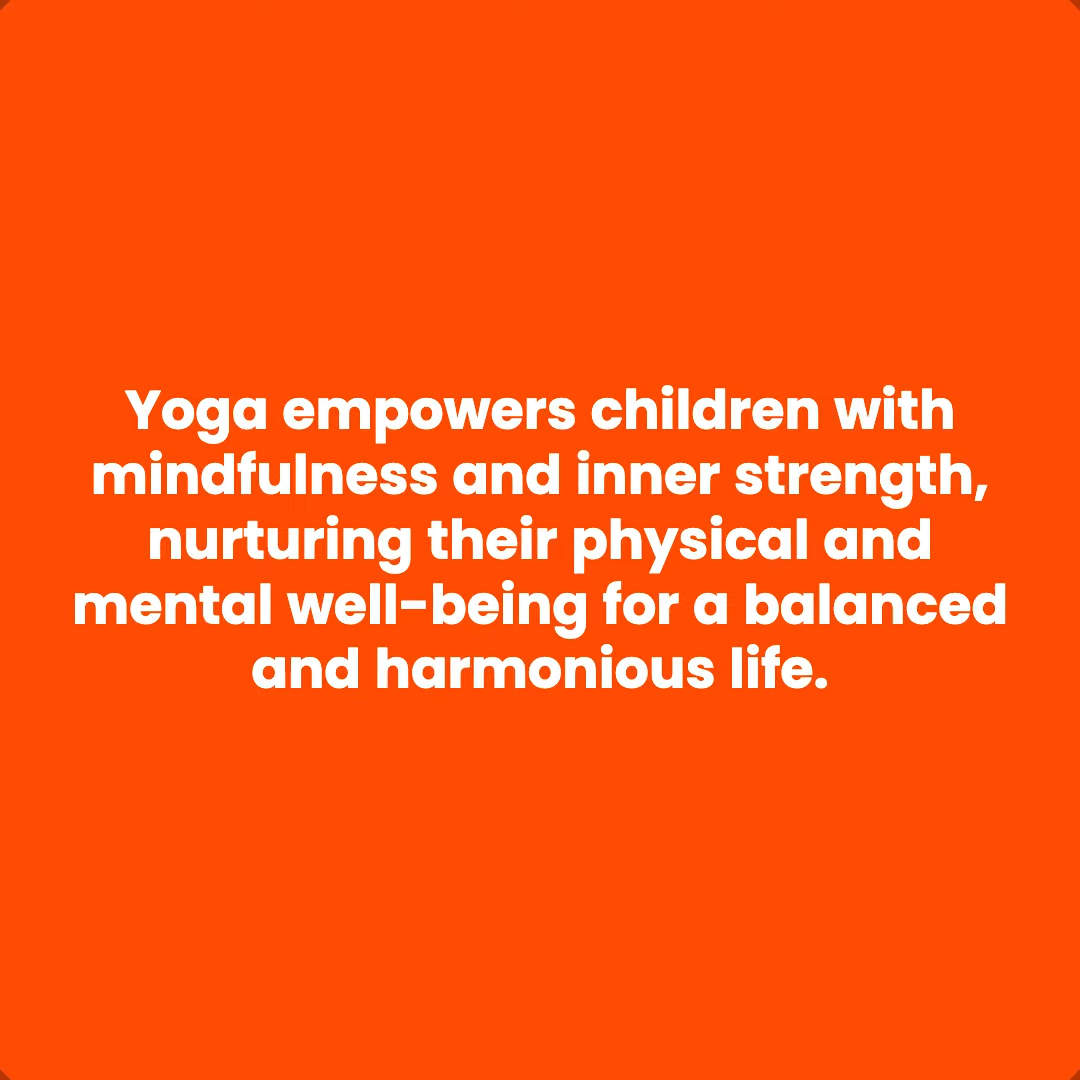 Yoga empowers children with
mindfulness and inner strength,
nurturing their physical and
mental well-being for a balanced
and harmonious life.